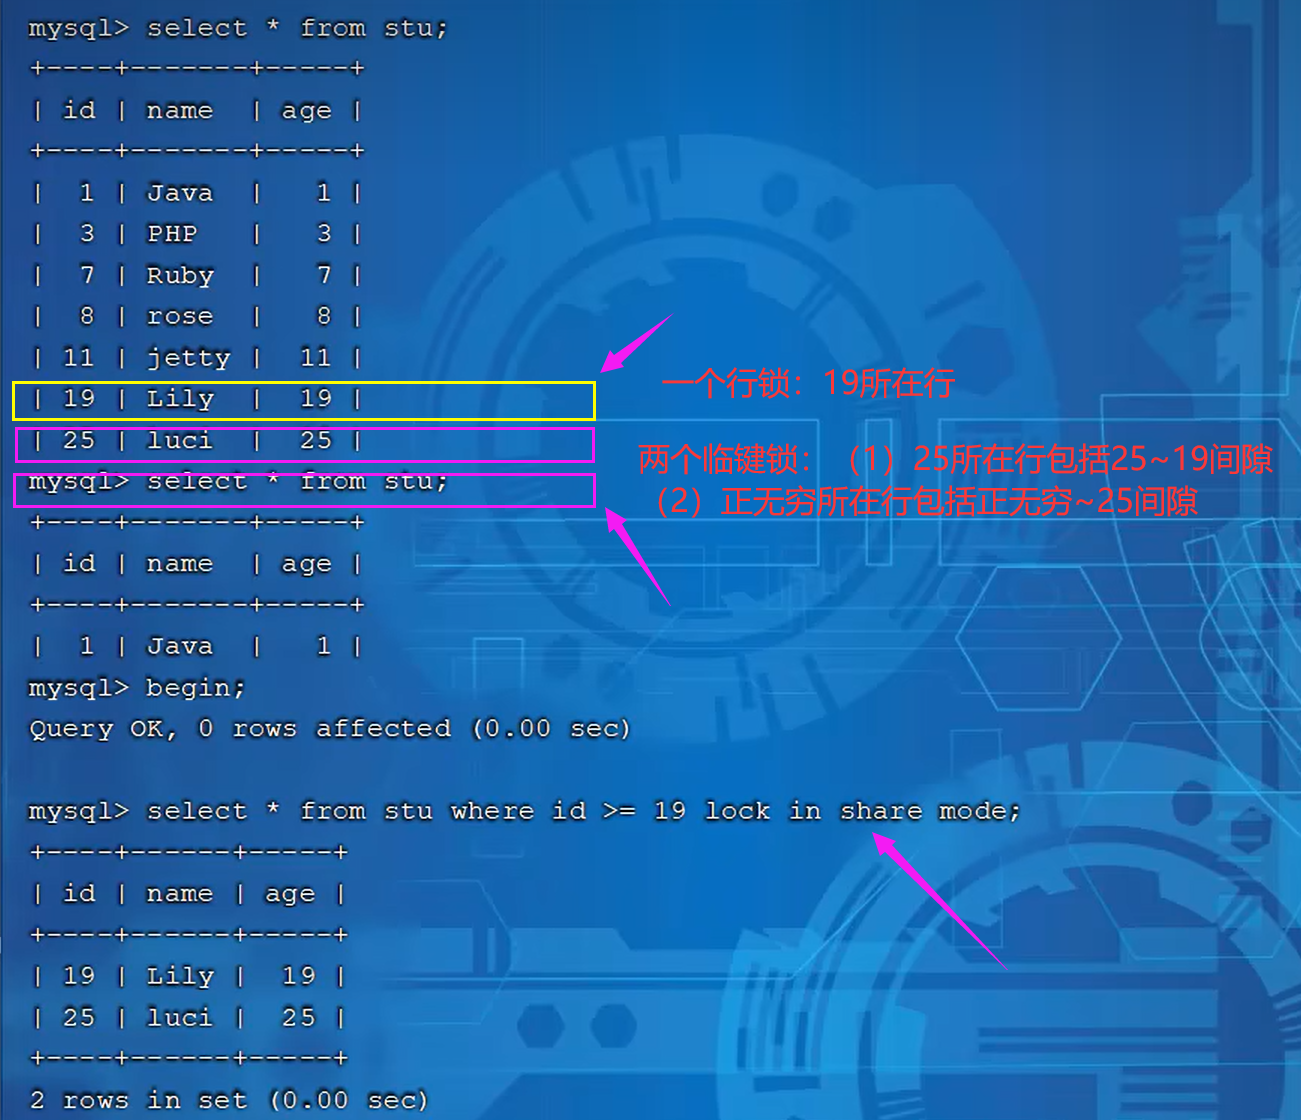 mysql> select * from stu;
+----+-------+-----+
| id | name  | age |
+----+-------+-----+
|  1 | Java  |   1 |
|  3 | PHP   |   3 |
|  7 | Ruby  |   7 |
|  8 | rose  |   8 |
| 11 | jetty |  11 |
| 19 | Lily  |  19 |
一个行锁：19所在行
| 25 | luci  |  25 |
两个临键锁：（1）25所在行包括25~19间隙
（2）正无穷所在行包括正无穷~25间隙
mysql> select * from stu;
+----+-------+-----+
| id | name  | age |
+----+-------+-----+
|  1 | Java  |   1 |
mysql> begin;
Query OK, 0 rows affected (0.00 sec)
mysql> select * from stu where id >= 19 lock in share mode;
+----+------+-----+
| id | name | age |
+----+------+-----+
| 19 | Lily |  19 |
| 25 | luci |  25 |
+----+------+-----+
2 rows in set (0.00 sec)